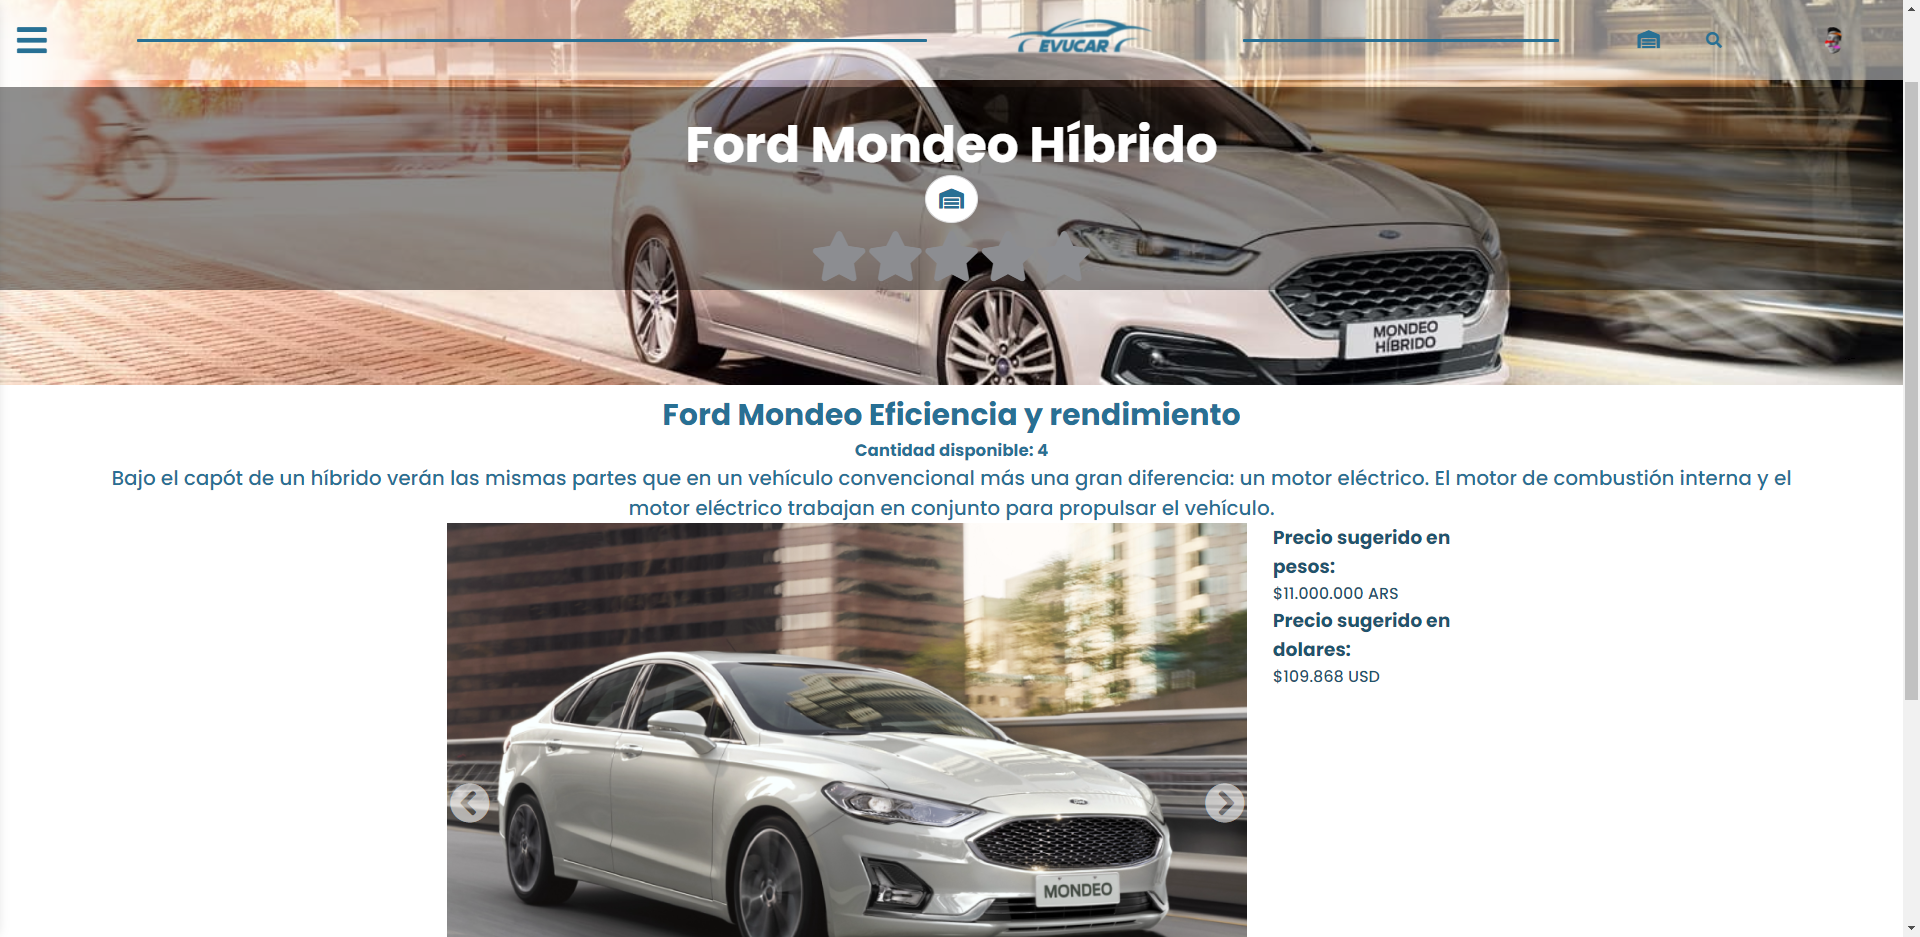 EVUCAR
Ford Mondeo Híbrido
MONDEO
HÍBRIDO
Ford Mondeo Eficiencia y rendimiento
Cantidad disponible: 4
Bajo el capót de un híbrido verán las mismas partes que en un vehículo convencional más una gran diferencia: un motor eléctrico. El motor de combustión interna y el
motor eléctrico trabajan en conjunto para propulsar el vehículo.
Precio sugerido en
pesos:
$11.000.000 ARS
Precio sugerido en
dolares:
$109.868 USD
MONDEO